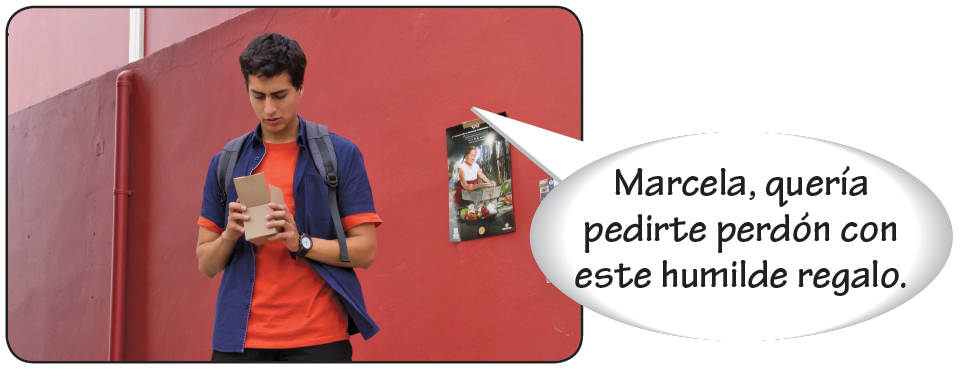 Marcela, quería
pedirte perdón con
este humilde regalo.